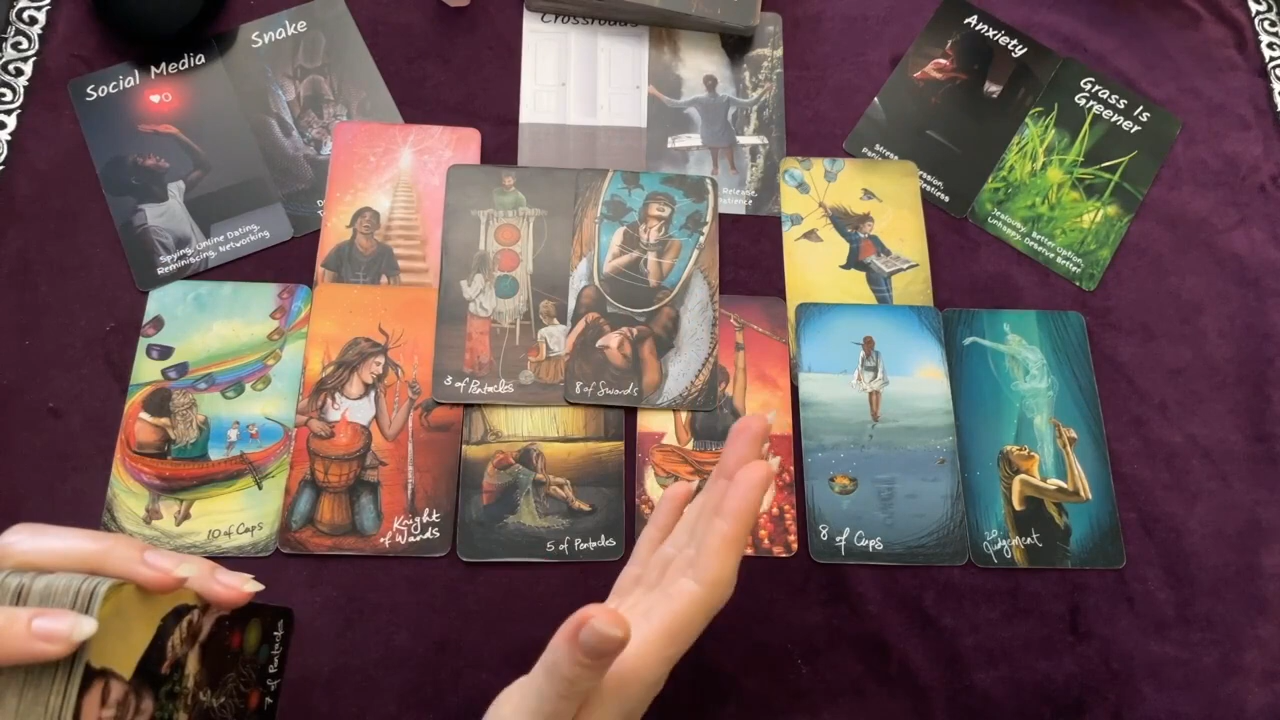 Social Media
Snake
Spying, Online Dating,
Reminiscing, Networking
Crossroads
Release,
Anxiety
Stress,
Grass Is
Greener
Jealousy, Better Option,
Unhappy, Deserve Better
3 of Pentacles
8 of Swords
10 of Cups
Knight
of Wands
5 of Pentacles
8 of Cups
20
Judgement
7 of Pentacles